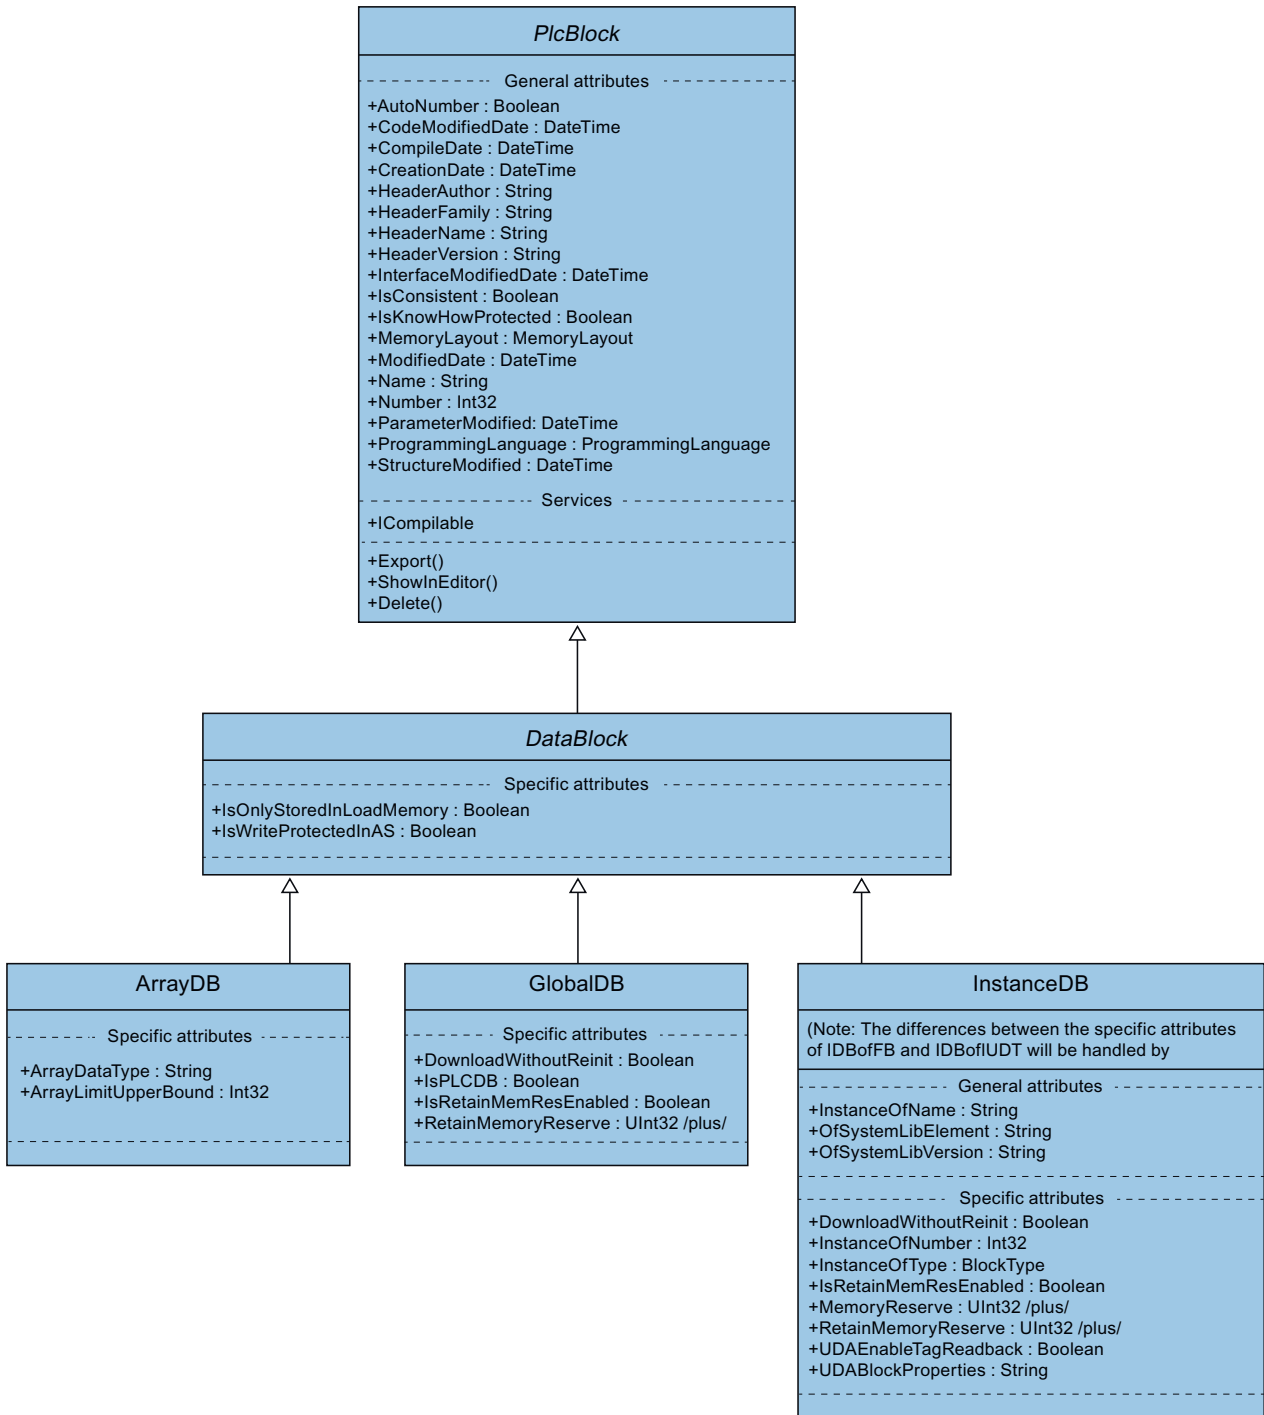 PlcBlock
General attributes
+AutoNumber : Boolean
+CodeModifiedDate : DateTime
+CompileDate : DateTime
+CreationDate : DateTime
+HeaderAuthor : String
+HeaderFamily : String
+HeaderName : String
+HeaderVersion : String
+InterfaceModifiedDate : DateTime
+IsConsistent : Boolean
+IsKnowHowProtected : Boolean
+MemoryLayout : MemoryLayout
+ModifiedDate : DateTime
+Name : String
+Number : Int32
+ParameterModified: DateTime
+ProgrammingLanguage : ProgrammingLanguage
+StructureModified : DateTime
Services
+ICompilable
+Export()
+ShowInEditor()
+Delete()
DataBlock
Specific attributes
+IsOnlyStoredInLoadMemory : Boolean
+IsWriteProtectedInAS : Boolean
ArrayDB
Specific attributes
+ArrayDataType : String
+ArrayLimitUpperBound : Int32
GlobalDB
Specific attributes
+DownloadWithoutReinit : Boolean
+IsPLCDB : Boolean
+IsRetainMemResEnabled : Boolean
+RetainMemoryReserve : UInt32 /plus/
InstanceDB
(Note: The differences between the specific attributes
of IDBofFB and IDBofIUDT will be handled by
General attributes
+InstanceOfName : String
+OfSystemLibElement : String
+OfSystemLibVersion : String
Specific attributes
+DownloadWithoutReinit : Boolean
+InstanceOfNumber : Int32
+InstanceOfType : BlockType
+IsRetainMemResEnabled : Boolean
+MemoryReserve : UInt32 /plus/
+RetainMemoryReserve : UInt32 /plus/
+UDAEnableTagReadback : Boolean
+UDABlockProperties : String